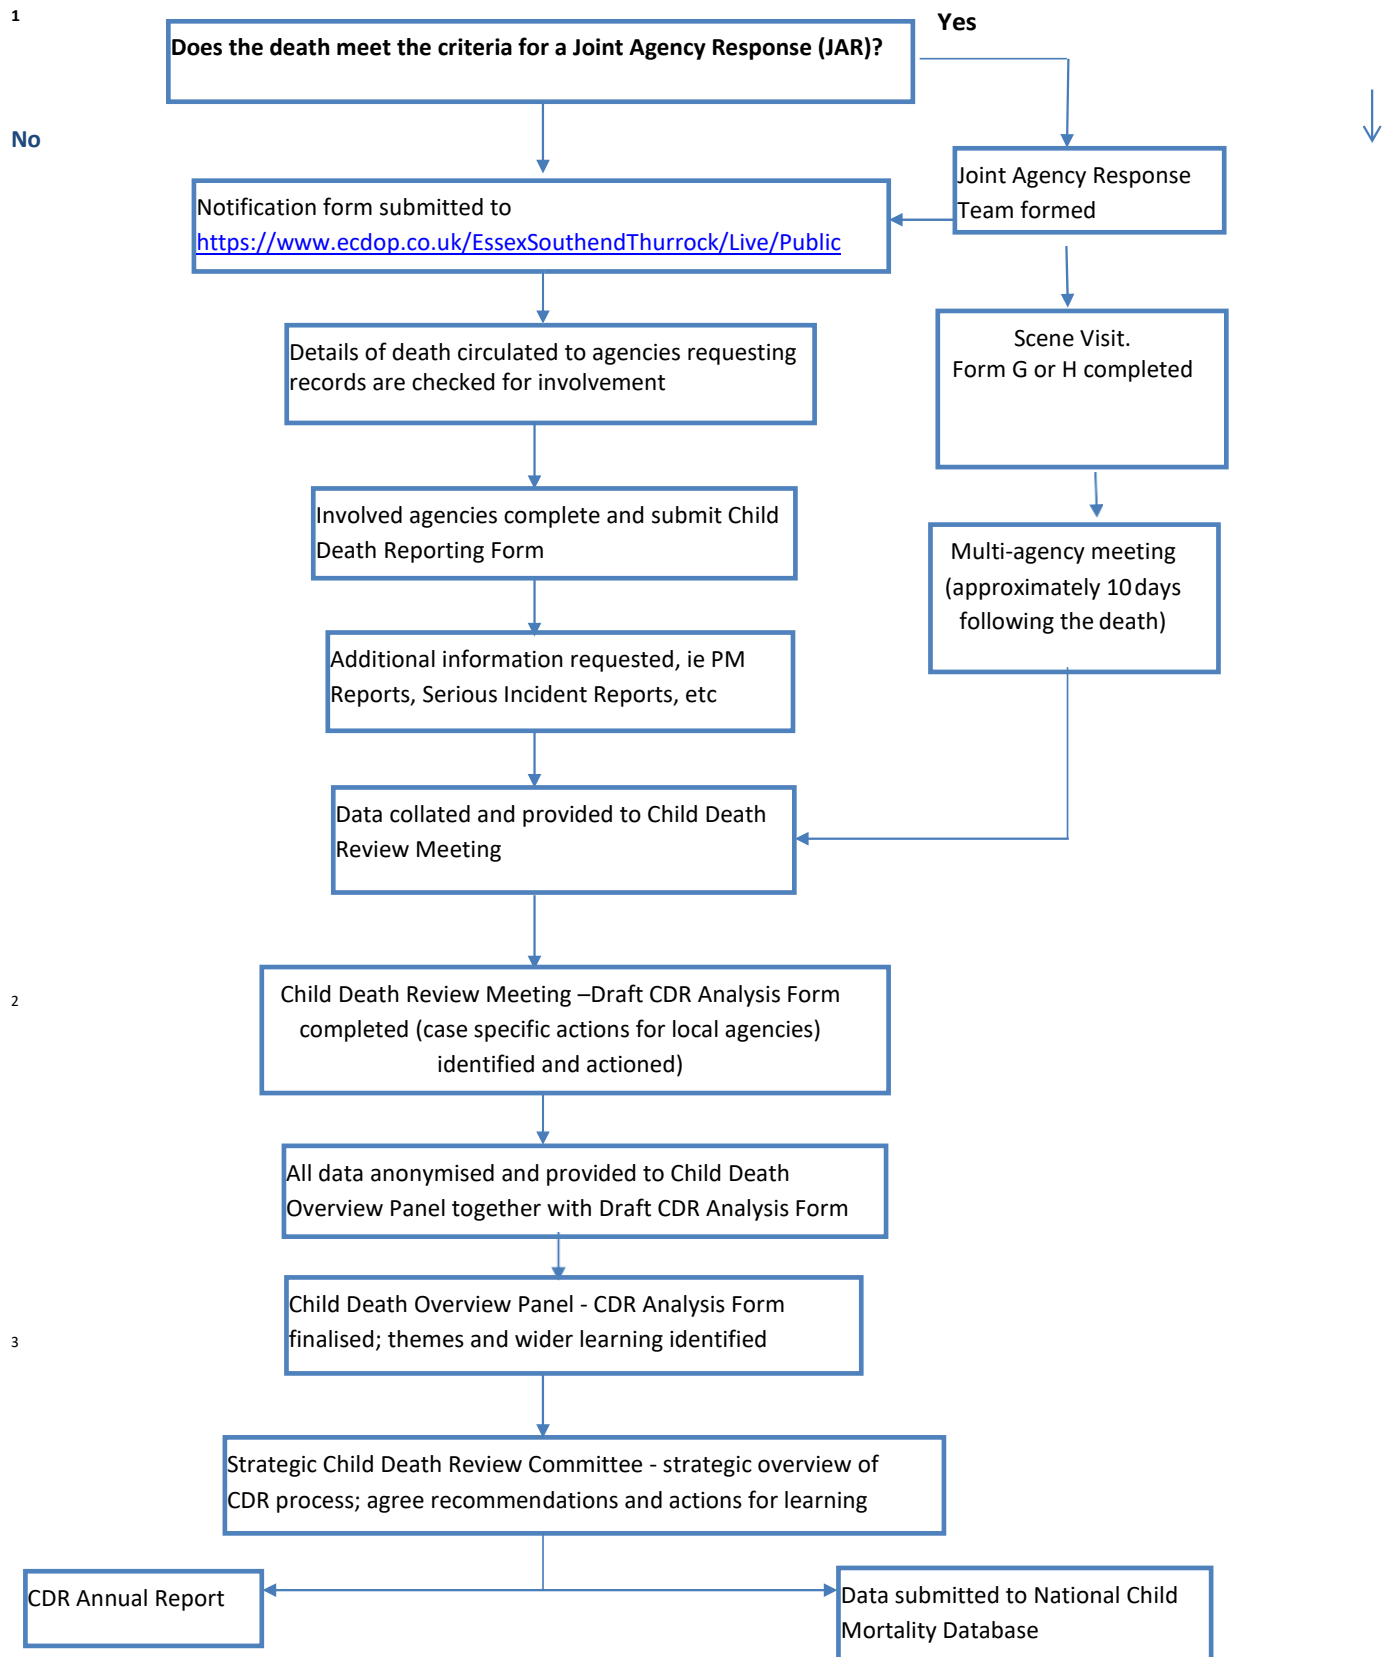 1
Yes
Does the death meet the criteria for a Joint Agency Response (JAR)?
No
Joint Agency Response
Team formed
Notification form submitted to
https://www.ecdop.co.uk/EssexSouthendThurrock/Live/Public
Scene Visit.
Form G or H completed
Details of death circulated to agencies requesting
records are checked for involvement
Involved agencies complete and submit Child
Death Reporting Form
Multi-agency meeting
(approximately 10 days
following the death)
Additional information requested, ie PM
Reports, Serious Incident Reports, etc
Data collated and provided to Child Death
Review Meeting
2
Child Death Review Meeting –Draft CDR Analysis Form
completed (case specific actions for local agencies)
identified and actioned)
All data anonymised and provided to Child Death
Overview Panel together with Draft CDR Analysis Form
3
Child Death Overview Panel - CDR Analysis Form
finalised; themes and wider learning identified
Strategic Child Death Review Committee - strategic overview of
CDR process; agree recommendations and actions for learning
CDR Annual Report
Data submitted to National Child
Mortality Database